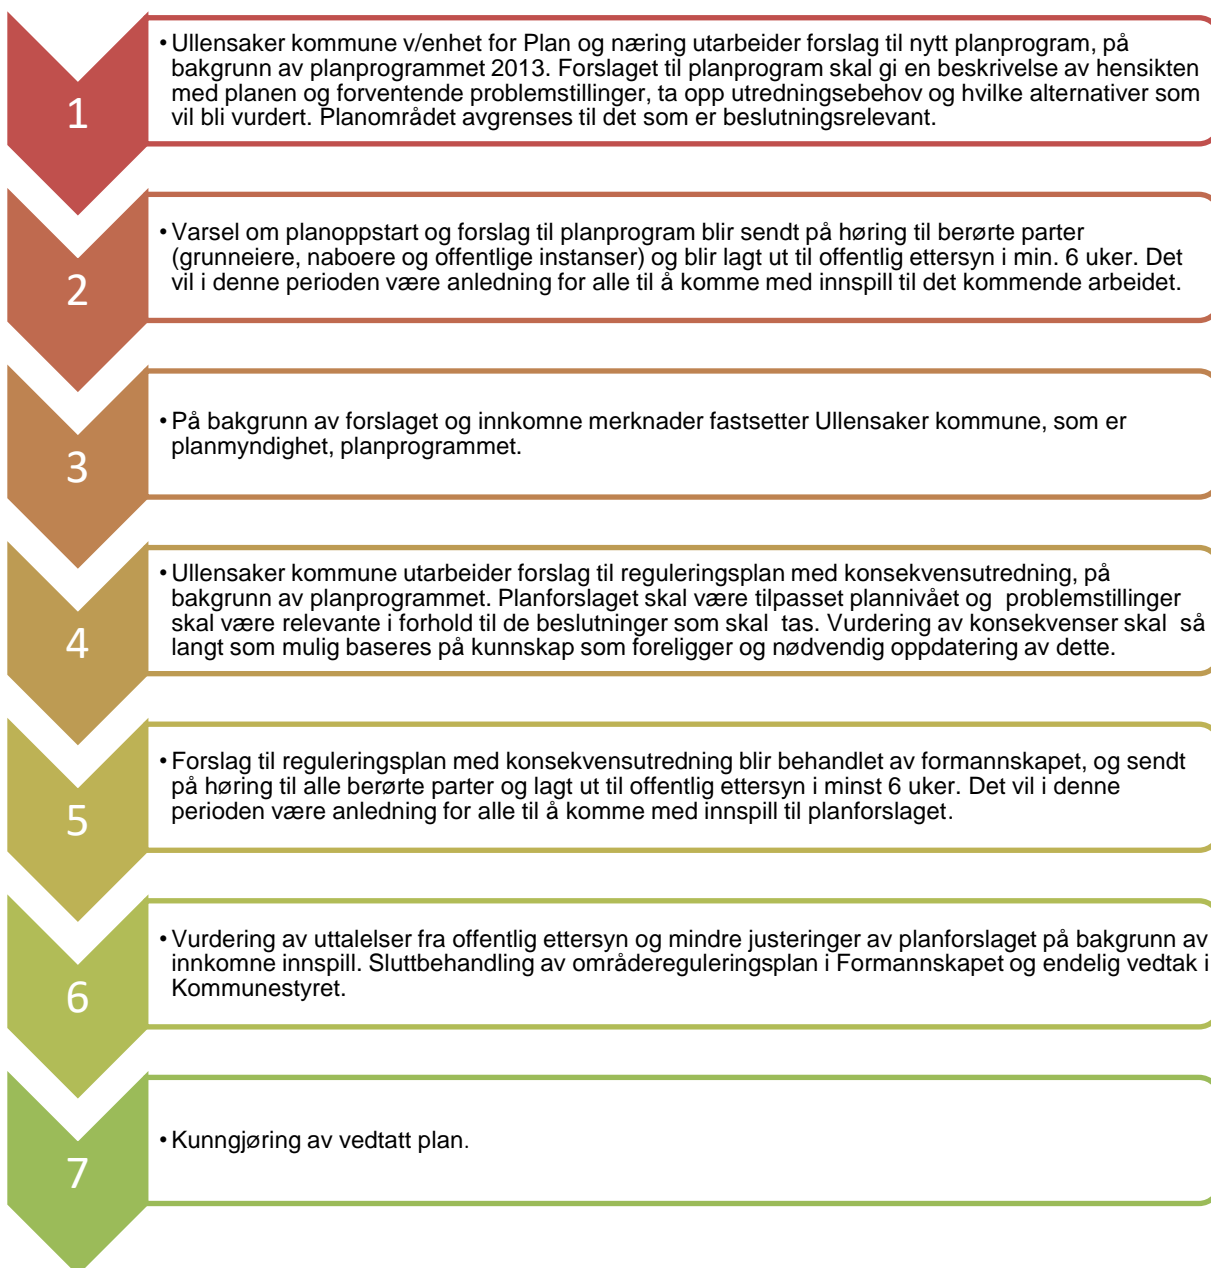 1
• Ullensaker kommune v/enhet for Plan og næring utarbeider forslag til nytt planprogram, på
bakgrunn av planprogrammet 2013. Forslaget til planprogram skal gi en beskrivelse av hensikten
med planen og forventende problemstillinger, ta opp utredningsebehov og hvilke alternativer som
vil bli vurdert. Planområdet avgrenses til det som er beslutningsrelevant.
2
• Varsel om planoppstart og forslag til planprogram blir sendt på høring til berørte parter
(grunneiere, naboere og offentlige instanser) og blir lagt ut til offentlig ettersyn i min. 6 uker. Det
vil i denne perioden være anledning for alle til å komme med innspill til det kommende arbeidet.
3
• På bakgrunn av forslaget og innkomne merknader fastsetter Ullensaker kommune, som er
planmyndighet, planprogrammet.
4
• Ullensaker kommune utarbeider forslag til reguleringsplan med konsekvensutredning, på
bakgrunn av planprogrammet. Planforslaget skal være tilpasset plannivået og problemstillinger
skal være relevante i forhold til de beslutninger som skal tas. Vurdering av konsekvenser skal så
langt som mulig baseres på kunnskap som foreligger og nødvendig oppdatering av dette.
5
• Forslag til reguleringsplan med konsekvensutredning blir behandlet av formannskapet, og sendt
på høring til alle berørte parter og lagt ut til offentlig ettersyn i minst 6 uker. Det vil i denne
perioden være anledning for alle til å komme med innspill til planforslaget.
6
• Vurdering av uttalelser fra offentlig ettersyn og mindre justeringer av planforslaget på bakgrunn av
innkomne innspill. Sluttbehandling av områdereguleringsplan i Formannskapet og endelig vedtak i
Kommunestyret.
7
• Kunngjøring av vedtatt plan.